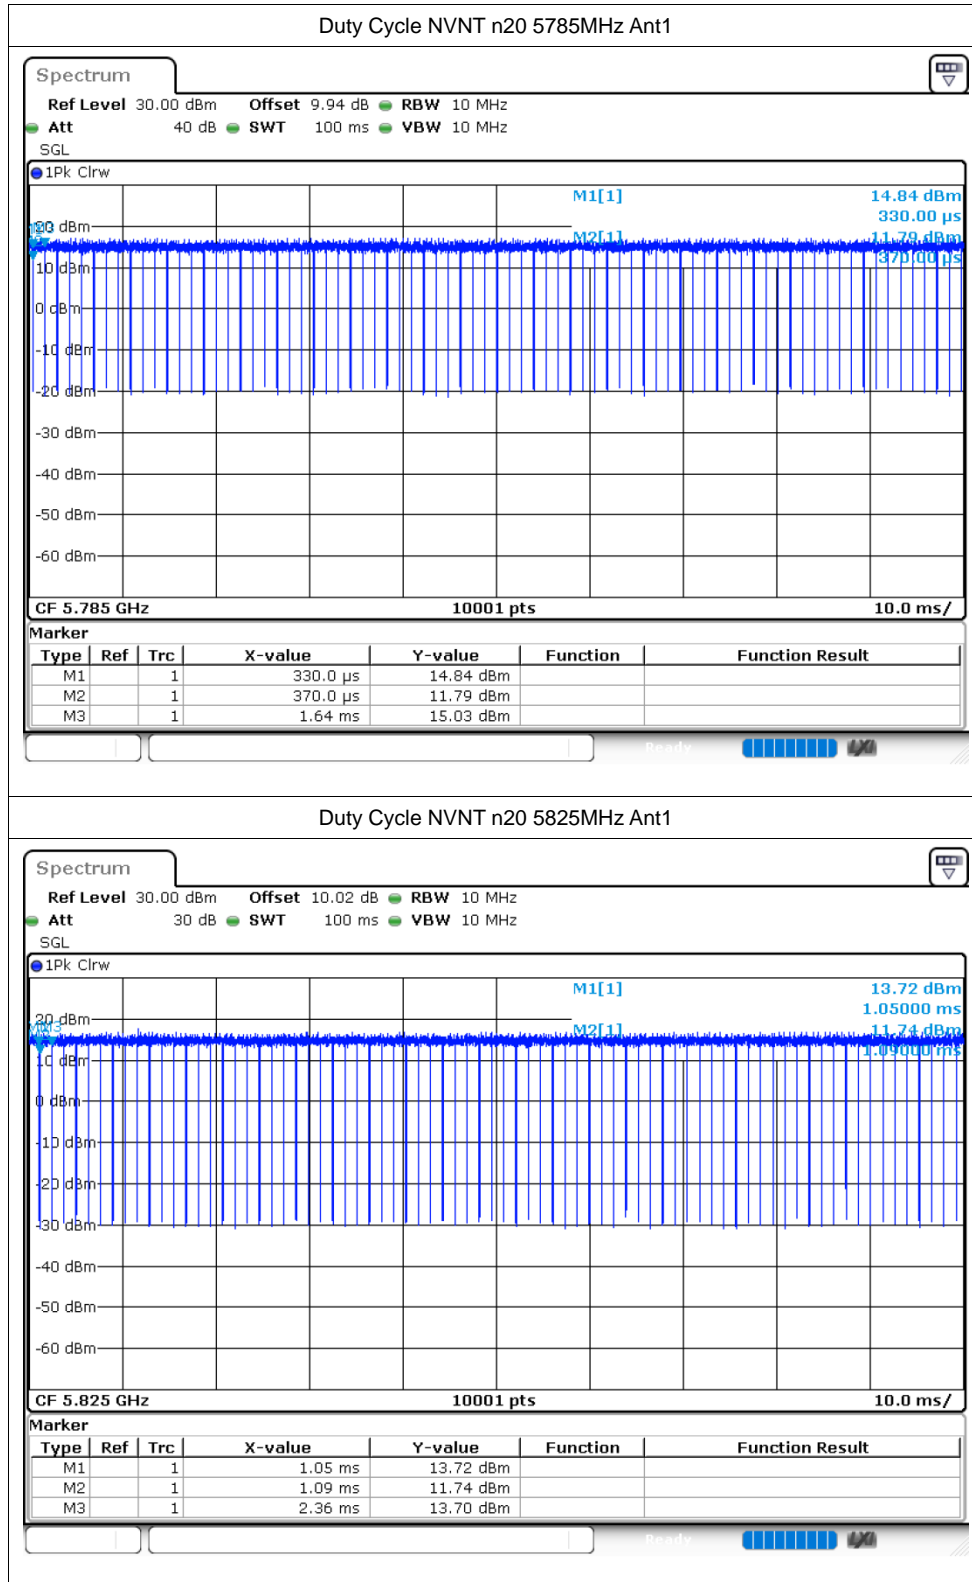 Duty Cycle NVNT n20 5785MHz Ant1
Spectrum
Ref Level 30.00 dBm Offset 9.94 dB RBW 10 MHz
Att 40 dB SWT 100 ms VBW 10 MHz
SGL
1Pk Clrw
M1[1] 14.84 dBm
330.00 µs
20 dBm
M2[1] 11.79 dBm
370.00 µs
10 dBm
0 dBm
-10 dBm
-20 dBm
-30 dBm
-40 dBm
-50 dBm
-60 dBm
CF 5.785 GHz 10001 pts 10.0 ms/
Marker
Type Ref Trc X-value Y-value Function Function Result
M1 1 330.0 µs 14.84 dBm
M2 1 370.0 µs 11.79 dBm
M3 1 1.64 ms 15.03 dBm
Ready LXI
Duty Cycle NVNT n20 5825MHz Ant1
Spectrum
Ref Level 30.00 dBm Offset 10.02 dB RBW 10 MHz
Att 30 dB SWT 100 ms VBW 10 MHz
SGL
1Pk Clrw
M1[1] 13.72 dBm
1.05000 ms
20 dBm
M3
M2[1] 11.74 dBm
1.09000 ms
10 dBm
0 dBm
-10 dBm
-20 dBm
-30 dBm
-40 dBm
-50 dBm
-60 dBm
CF 5.825 GHz 10001 pts 10.0 ms/
Marker
Type Ref Trc X-value Y-value Function Function Result
M1 1 1.05 ms 13.72 dBm
M2 1 1.09 ms 11.74 dBm
M3 1 2.36 ms 13.70 dBm
Ready LXI